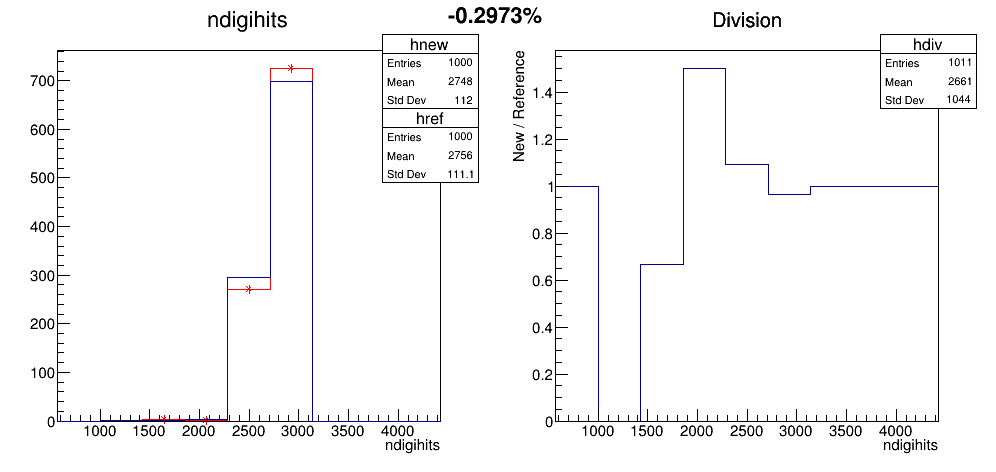 -0.2973%
ndigihits
hnew
Entries 1000
Mean 2748
Std Dev 112
href
Entries 1000
Mean 2756
Std Dev 111.1
700
600
500
400
300
200
100
0
1000 1500 2000 2500 3000 3500 4000
ndigihits
Division
hdiv
Entries 1011
Mean 2661
Std Dev 1044
New / Reference
1.4
1.2
1
0.8
0.6
0.4
0.2
0
1000 1500 2000 2500 3000 3500 4000
ndigihits